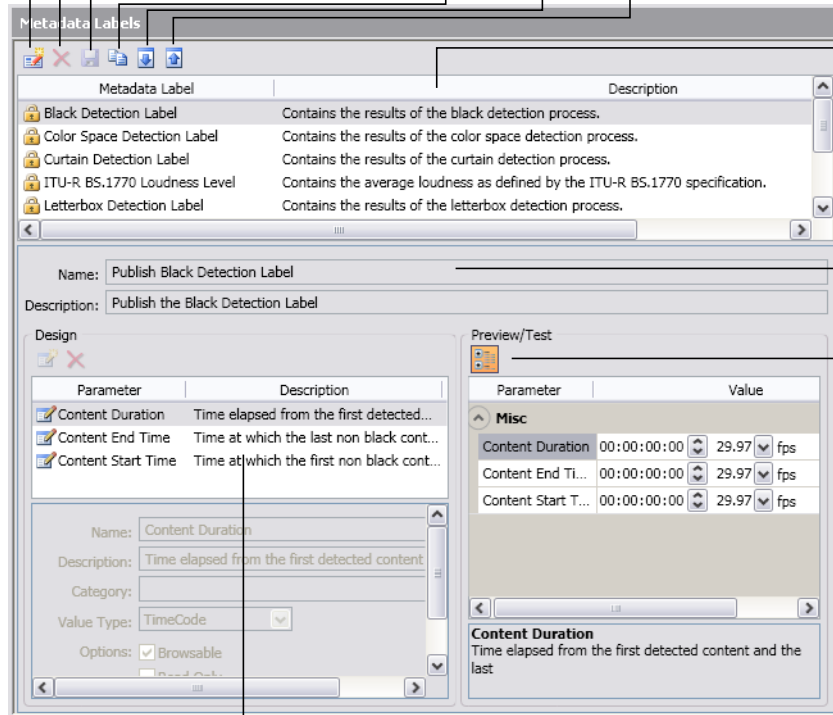 Metadata Labels
Metadata Label Description
Black Detection Label Contains the results of the black detection process.
Color Space Detection Label Contains the results of the color space detection process.
Curtain Detection Label Contains the results of the curtain detection process.
ITU-R BS.1770 Loudness Level Contains the average loudness as defined by the ITU-R BS.1770 specification.
Letterbox Detection Label Contains the results of the letterbox detection process.
Name: Publish Black Detection Label
Description: Publish the Black Detection Label
Design
Parameter Description
Content Duration Time elapsed from the first detected...
Content End Time Time at which the last non black cont...
Content Start Time Time at which the first non black cont...
Name: Content Duration
Description: Time elapsed from the first detected content
Category:
Value Type: TimeCode
Options: Browsable
Read Only
Preview/Test
Parameter Value
Misc
Content Duration 00:00:00:00 29.97 fps
Content End Ti... 00:00:00:00 29.97 fps
Content Start T... 00:00:00:00 29.97 fps
Content Duration
Time elapsed from the first detected content and the
last